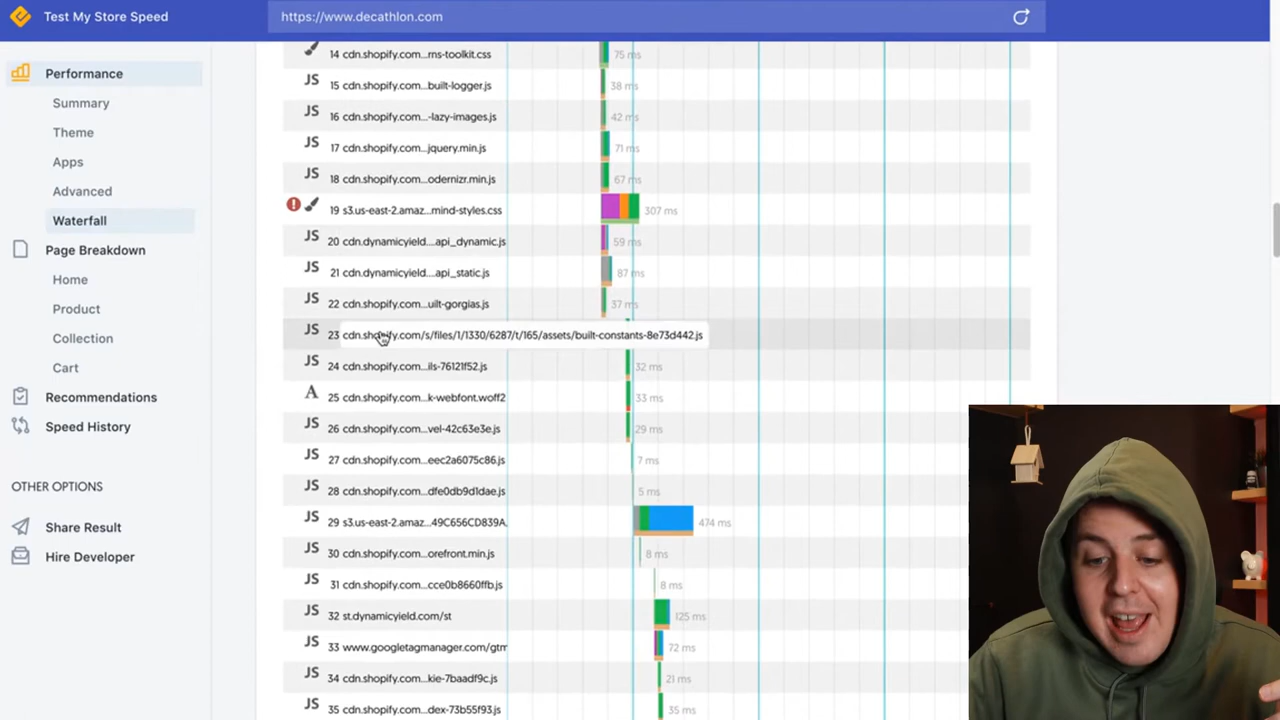 Test My Store Speed
https://www.decathlon.com
Performance
Summary
Theme
Apps
Advanced
Waterfall
Page Breakdown
Home
Product
Collection
Cart
Recommendations
Speed History
OTHER OPTIONS
Share Result
Hire Developer
14 cdn.shopify.com...rns-toolkit.css 75 ms
JS 15 cdn.shopify.com...built-logger.js 38 ms
JS 16 cdn.shopify.com...-lazy-images.js 42 ms
JS 17 cdn.shopify.com...jquery.min.js 71 ms
JS 18 cdn.shopify.com...odernizr.min.js 67 ms
19 s3.us-east-2.amaz...mind-styles.css 307 ms
JS 20 cdn.dynamicyield....api_dynamic.js 59 ms
JS 21 cdn.dynamicyield....api_static.js 87 ms
JS 22 cdn.shopify.com...uilt-gorgias.js 37 ms
JS 23 cdn.shopify.com/s/files/1/1330/6287/t/165/assets/built-constants-8e73d442.js
JS 24 cdn.shopify.com...ils-76121f52.js 32 ms
A 25 cdn.shopify.com...k-webfont.woff2 33 ms
JS 26 cdn.shopify.com...vel-42c63e3e.js 29 ms
JS 27 cdn.shopify.com...eec2a6075c86.js 7 ms
JS 28 cdn.shopify.com...dfe0db9d1dae.js 5 ms
JS 29 s3.us-east-2.amaz...49C656CD839A. 474 ms
JS 30 cdn.shopify.com...orefront.min.js 8 ms
JS 31 cdn.shopify.com...cce0b8660ffb.js 8 ms
JS 32 st.dynamicyield.com/st 125 ms
JS 33 www.googletagmanager.com/gtm 72 ms
JS 34 cdn.shopify.com...kie-7baadf9c.js 21 ms
JS 35 cdn.shopify.com...dex-73b55f93.js 35 ms